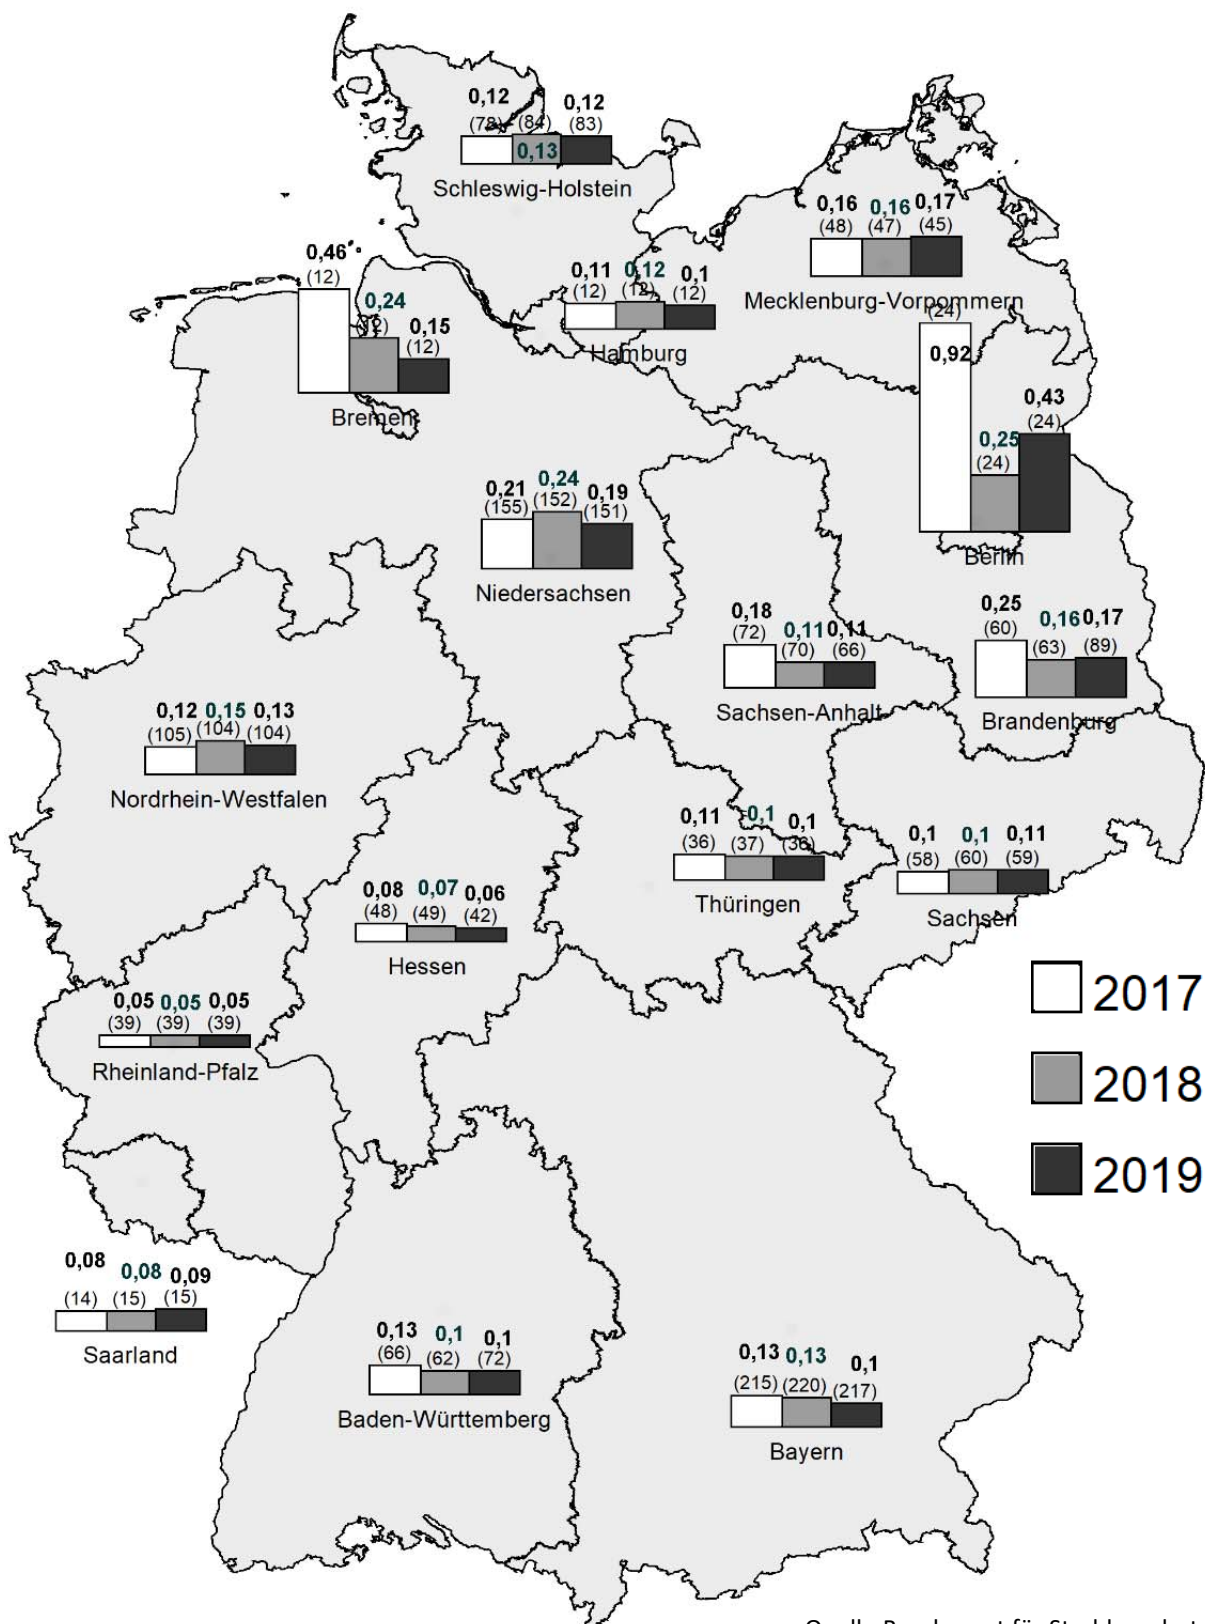 0,12 0,12
(78) (84) (83)
0,13
Schleswig-Holstein
0,16 0,16 0,17
(48) (47) (45)
Mecklenburg-Vorpommern
0,46
(12)
0,24
(12)
0,15
(12)
Bremen
0,11 0,12 0,1
(12) (12) (12)
Hamburg
(24)
0,92
0,43
(24)
0,25
(24)
Berlin
0,21 0,24 0,19
(155) (152) (151)
Niedersachsen
0,18 0,11 0,11
(72) (70) (66)
Sachsen-Anhalt
0,25 0,16 0,17
(60) (63) (89)
Brandenburg
0,12 0,15 0,13
(105) (104) (104)
Nordrhein-Westfalen
0,11 0,1 0,1
(36) (37) (36)
Thüringen
0,1 0,1 0,11
(58) (60) (59)
Sachsen
0,08 0,07 0,06
(48) (49) (42)
Hessen
0,05 0,05 0,05
(39) (39) (39)
Rheinland-Pfalz
2017
2018
2019
0,08 0,08 0,09
(14) (15) (15)
Saarland
0,13 0,1 0,1
(66) (62) (72)
Baden-Württemberg
0,13 0,13 0,1
(215) (220) (217)
Bayern